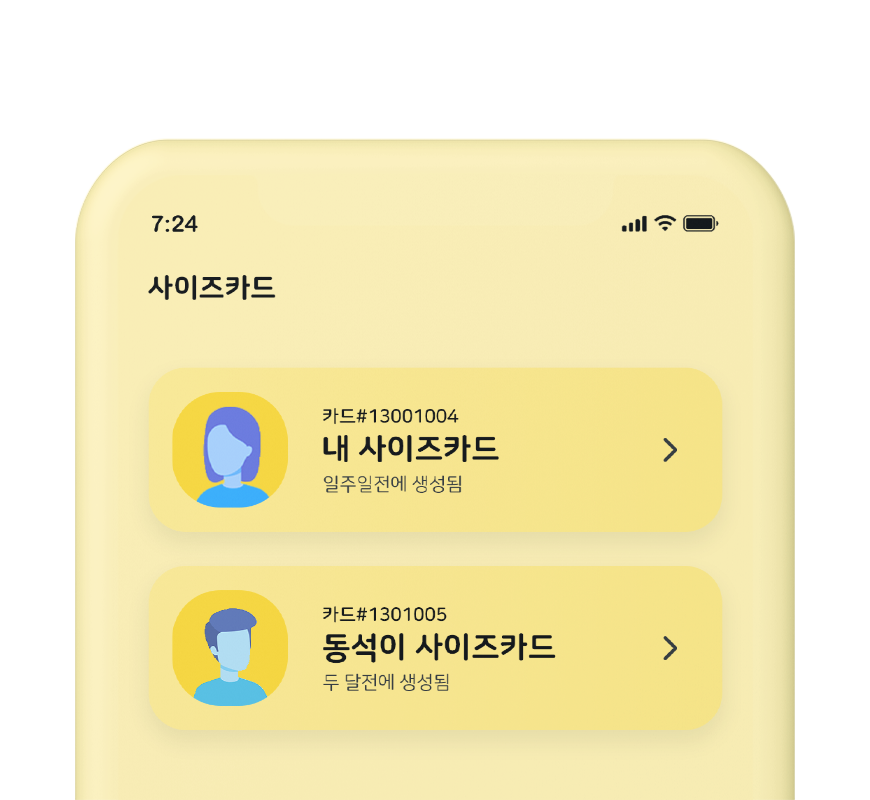 7:24
사이즈카드
카드#13001004
내 사이즈카드
일주일전에 생성됨
카드#1301005
동석이 사이즈카드
두 달전에 생성됨